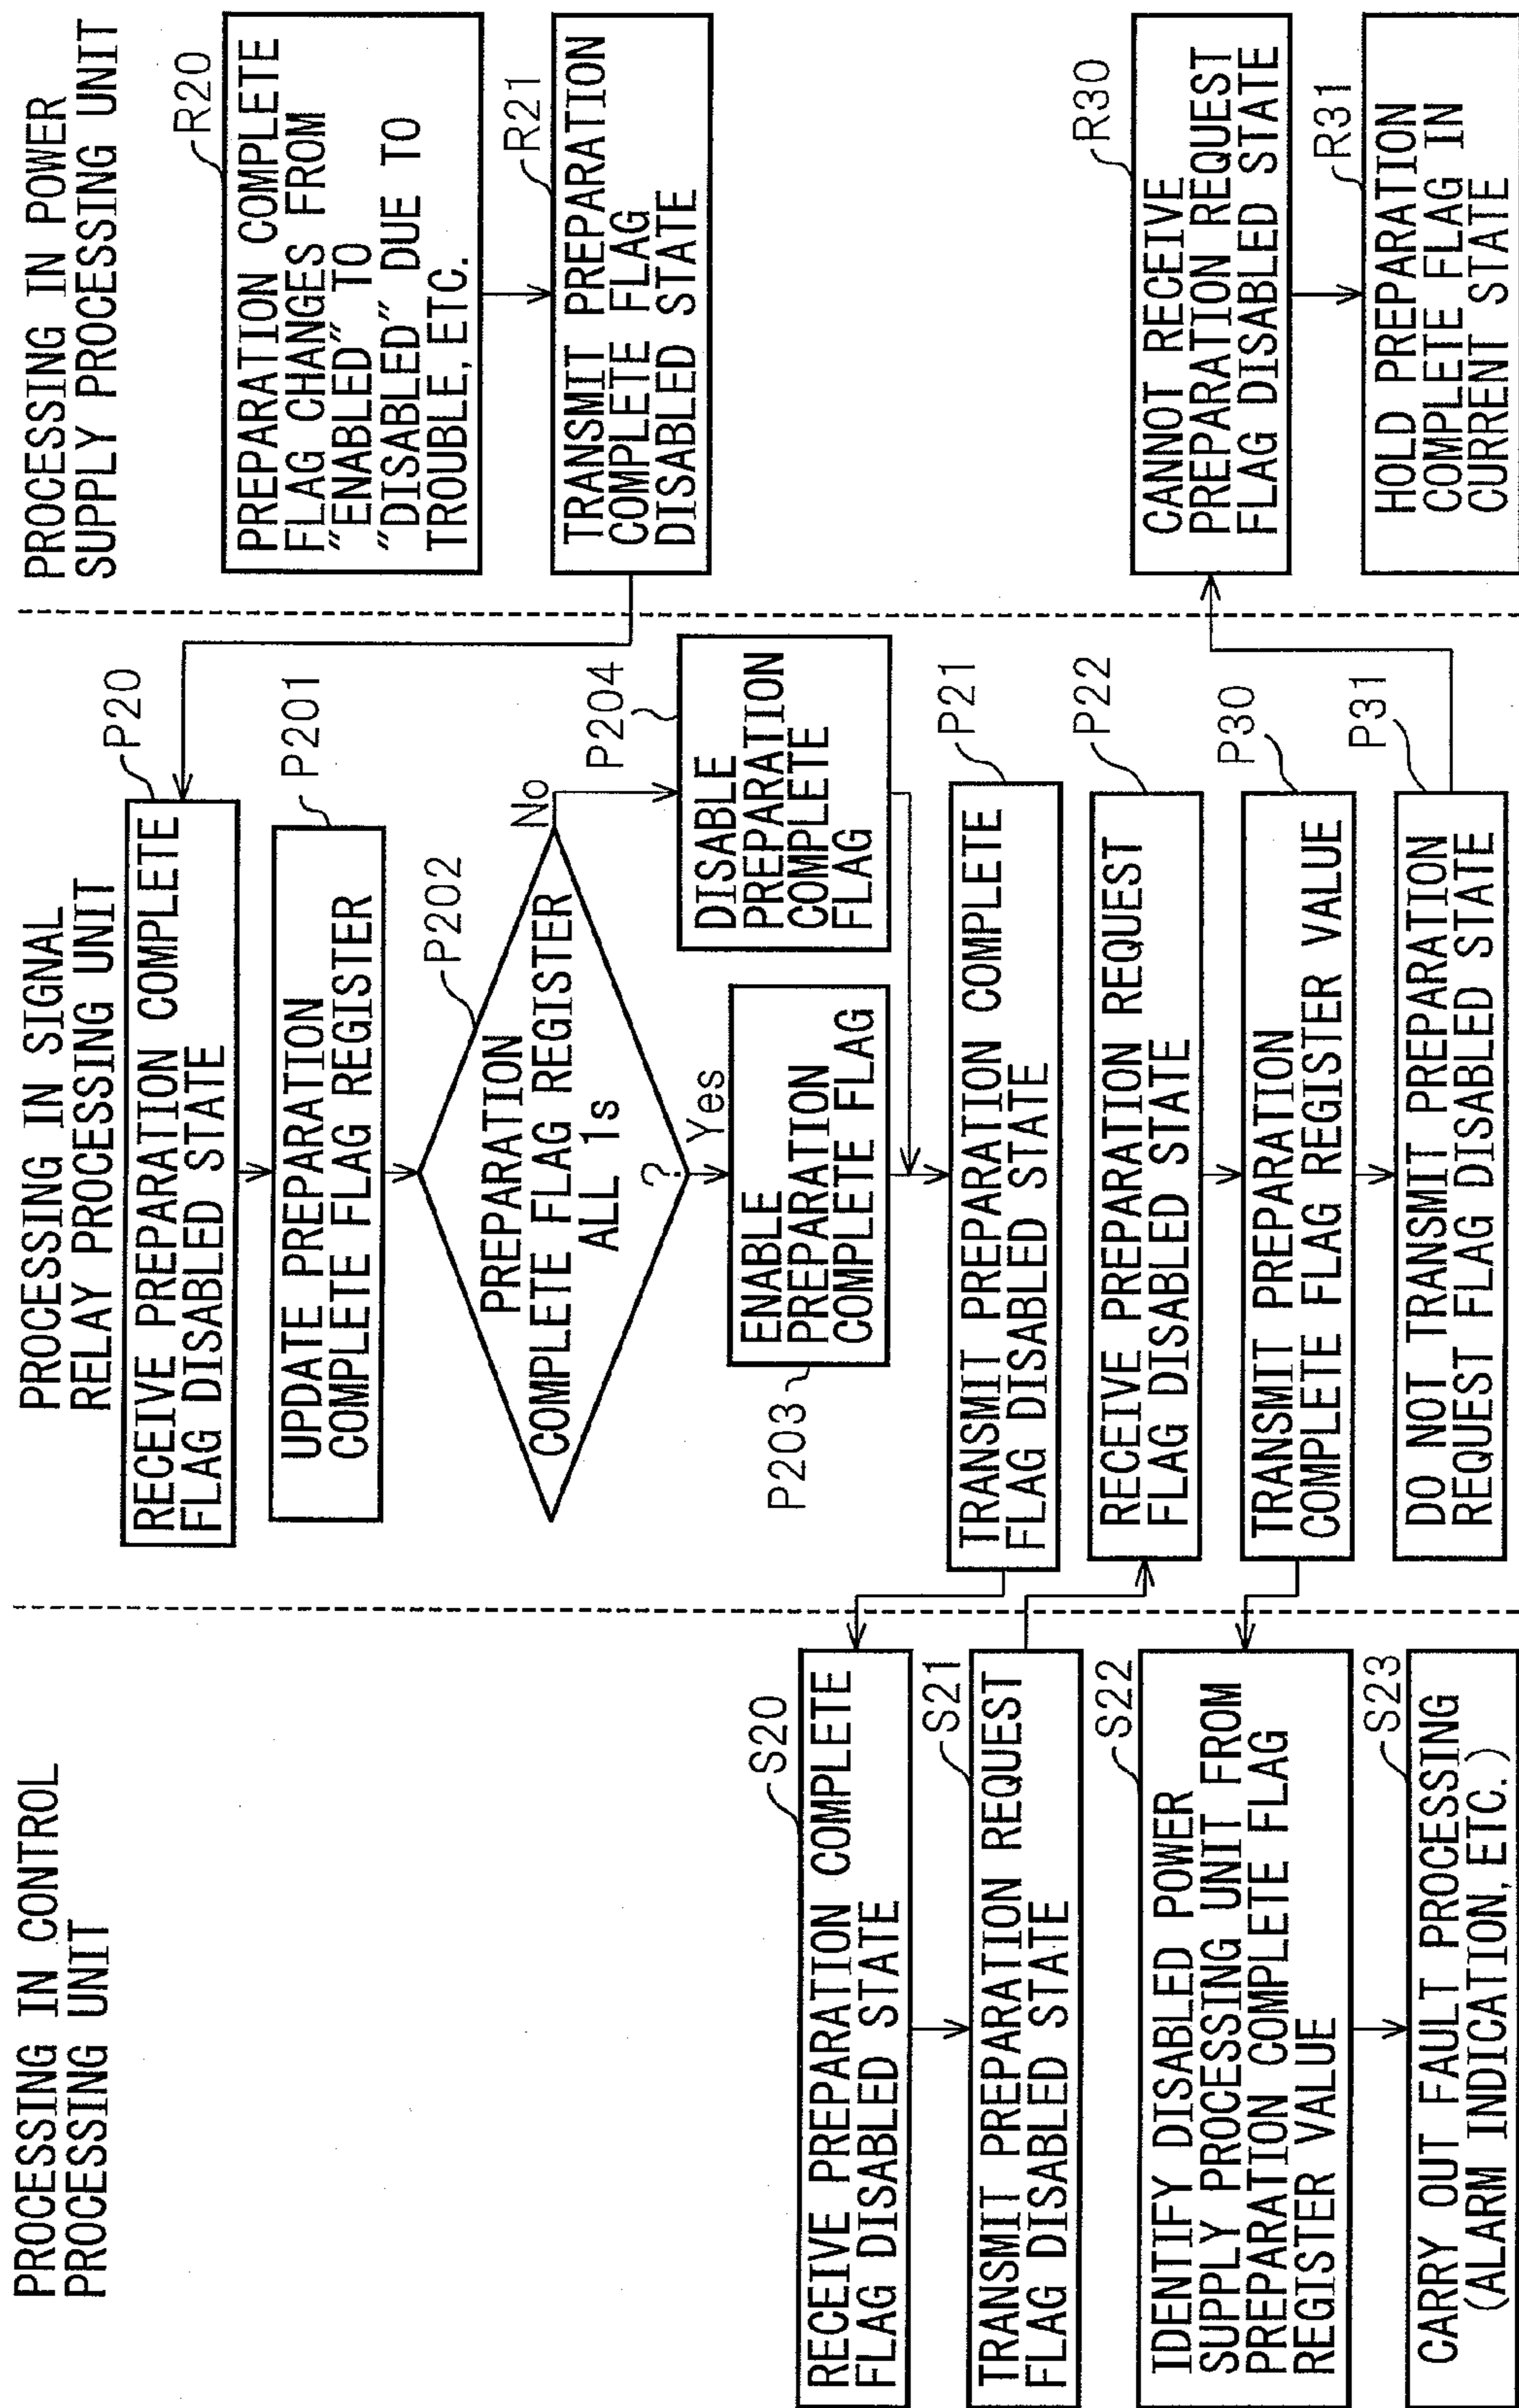 PROCESSING IN CONTROL
PROCESSING UNIT
S20
RECEIVE PREPARATION COMPLETE
FLAG DISABLED STATE
S21
TRANSMIT PREPARATION REQUEST
FLAG DISABLED STATE
S22
IDENTIFY DISABLED POWER
SUPPLY PROCESSING UNIT FROM
PREPARATION COMPLETE FLAG
REGISTER VALUE
S23
CARRY OUT FAULT PROCESSING
(ALARM INDICATION, ETC.)
PROCESSING IN SIGNAL
RELAY PROCESSING UNIT
P20
RECEIVE PREPARATION COMPLETE
FLAG DISABLED STATE
P201
UPDATE PREPARATION
COMPLETE FLAG REGISTER
P202
PREPARATION
COMPLETE FLAG REGISTER
ALL 1s
?
No
Yes
P203
ENABLE
PREPARATION
COMPLETE FLAG
P204
DISABLE
PREPARATION
COMPLETE
FLAG
P21
TRANSMIT PREPARATION COMPLETE
FLAG DISABLED STATE
P22
RECEIVE PREPARATION REQUEST
FLAG DISABLED STATE
P30
TRANSMIT PREPARATION
COMPLETE FLAG REGISTER VALUE
P31
DO NOT TRANSMIT PREPARATION
REQUEST FLAG DISABLED STATE
PROCESSING IN POWER
SUPPLY PROCESSING UNIT
R20
PREPARATION COMPLETE
FLAG CHANGES FROM
"ENABLED" TO
"DISABLED" DUE TO
TROUBLE, ETC.
R21
TRANSMIT PREPARATION
COMPLETE FLAG
DISABLED STATE
R30
CANNOT RECEIVE
PREPARATION REQUEST
FLAG DISABLED STATE
R31
HOLD PREPARATION
COMPLETE FLAG IN
CURRENT STATE